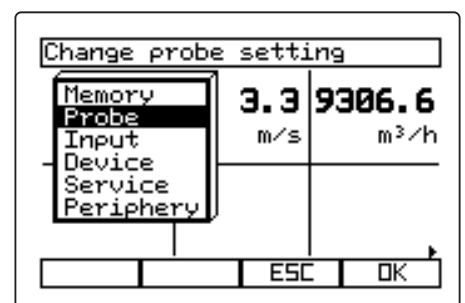 Change probe setting
Memory
Probe
Input
Device
Service
Periphery
3.3 9306.6
m/s m³/h
ESC OK